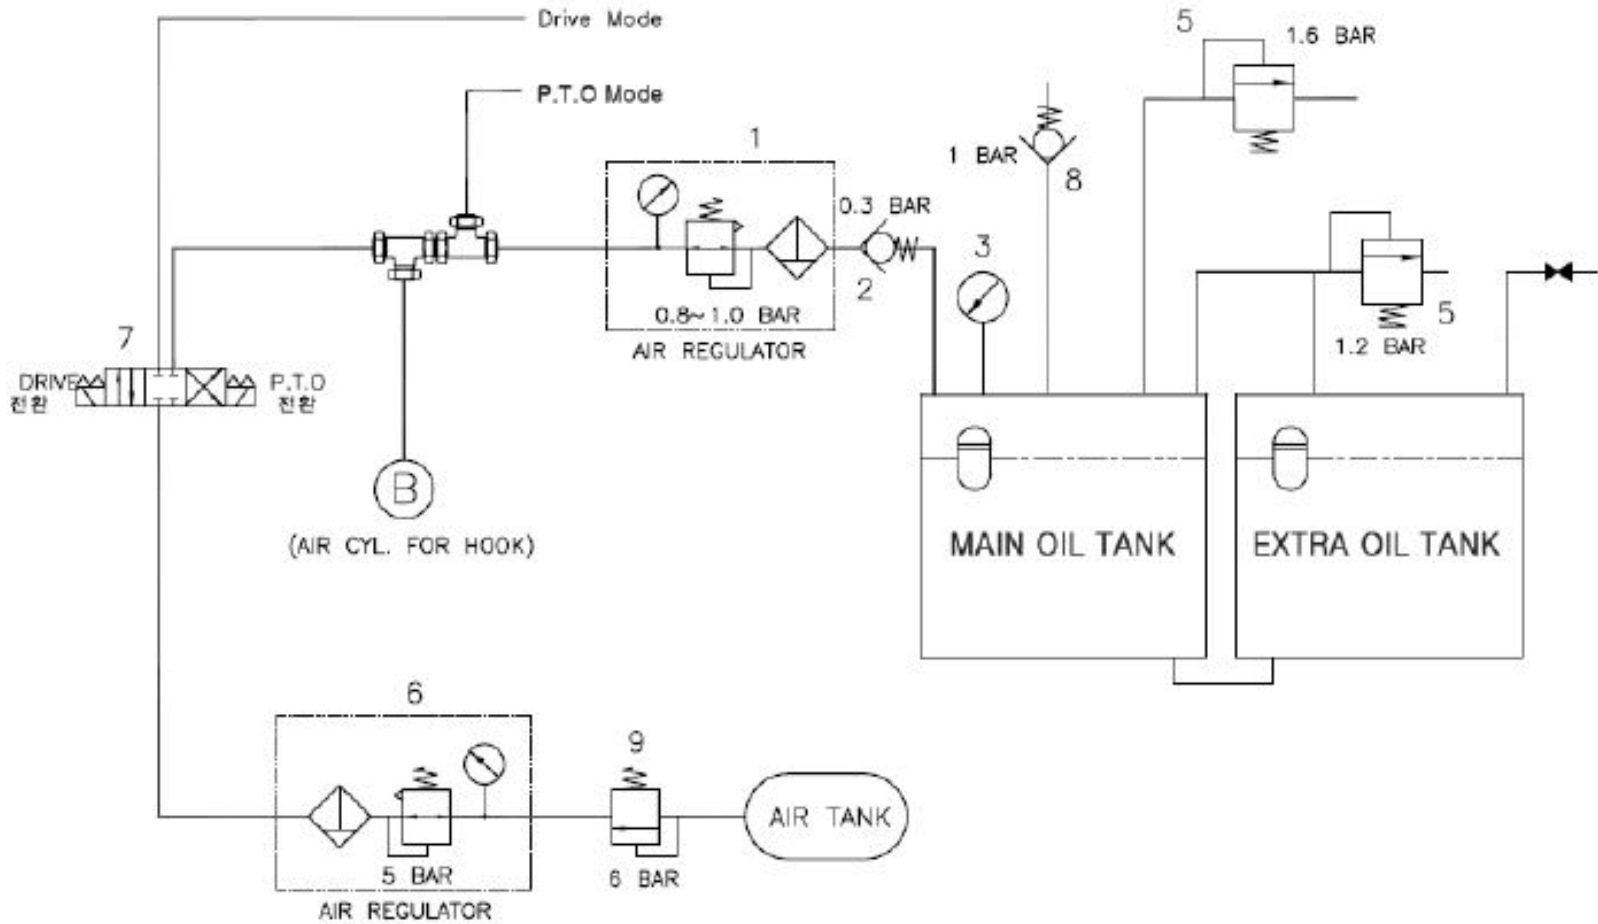 Drive Mode
P.T.O Mode
5
1.6 BAR
1
1 BAR
8
0.3 BAR
2
3
0.8~1.0 BAR
AIR REGULATOR
5
1.2 BAR
7
DRIVE
전환
P.T.O
전환
B
(AIR CYL. FOR HOOK)
MAIN OIL TANK
EXTRA OIL TANK
6
5 BAR
AIR REGULATOR
9
6 BAR
AIR TANK